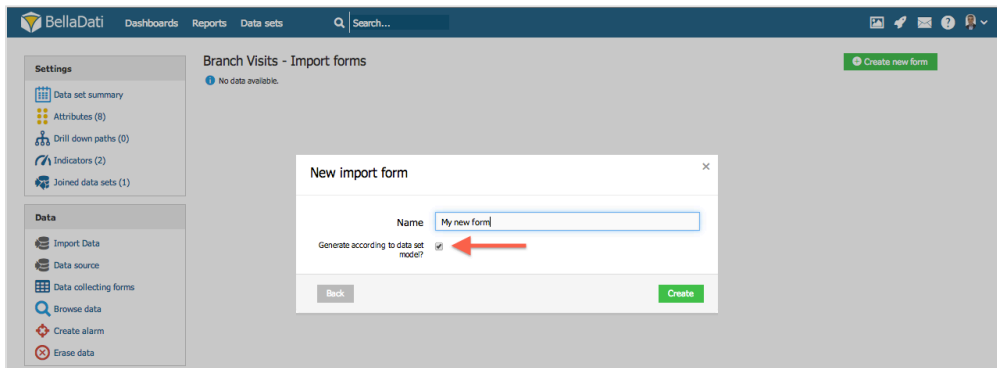 BellaDati Dashboards Reports Data sets Search...
Settings
Data set summary
Attributes (8)
Drill down paths (0)
Indicators (2)
Joined data sets (1)
Data
Import Data
Data source
Data collecting forms
Browse data
Create alarm
Erase data
Branch Visits - Import forms
No data available.
Create new form
New import form
×
Name My new form
Generate according to data set
model?
Back Create